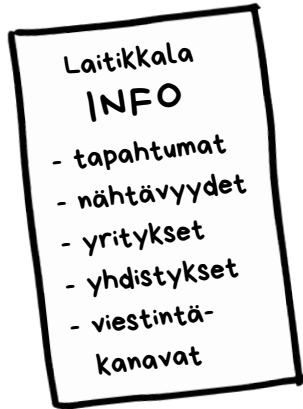 Laitikkala
INFO
- tapahtumat
- nähtävyydet
- yritykset
- yhdistykset
- viestintä-
kanavat